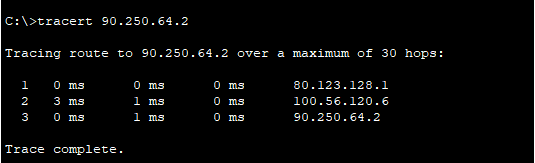 C:\>tracert 90.250.64.2
Tracing route to 90.250.64.2 over a maximum of 30 hops:
1 0 ms 0 ms 0 ms 80.123.128.1
2 3 ms 1 ms 0 ms 100.56.120.6
3 0 ms 1 ms 0 ms 90.250.64.2
Trace complete.